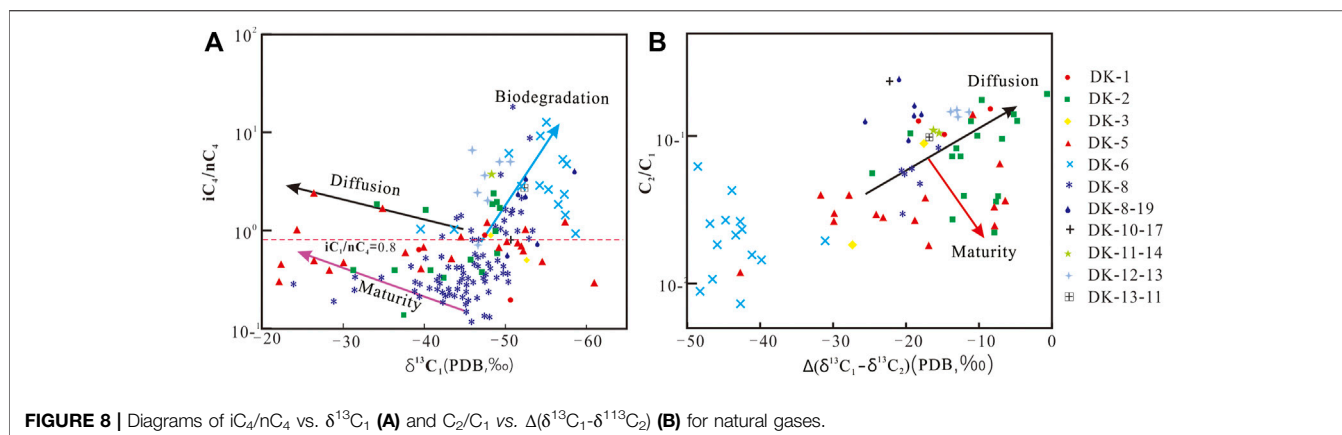 A
10²
10¹
10⁰
10⁻¹
iC₄/nC₄
Biodegradation
Diffusion
iC₁/nC₄=0.8
Maturity
−20
−30
−40
−50
−60
δ¹³C₁(PDB,‰)
B
10⁻¹
10⁻³
C₂/C₁
Diffusion
Maturity
−50
−40
−30
−20
−10
0
Δ(δ¹³C₁−δ¹³C₂)(PDB,‰)
DK-1
DK-2
DK-3
DK-5
DK-6
DK-8
DK-8-19
DK-10-17
DK-11-14
DK-12-13
DK-13-11
FIGURE 8 | Diagrams of iC₄/nC₄ vs. δ¹³C₁ (A) and C₂/C₁ vs. Δ(δ¹³C₁-δ¹¹³C₂) (B) for natural gases.